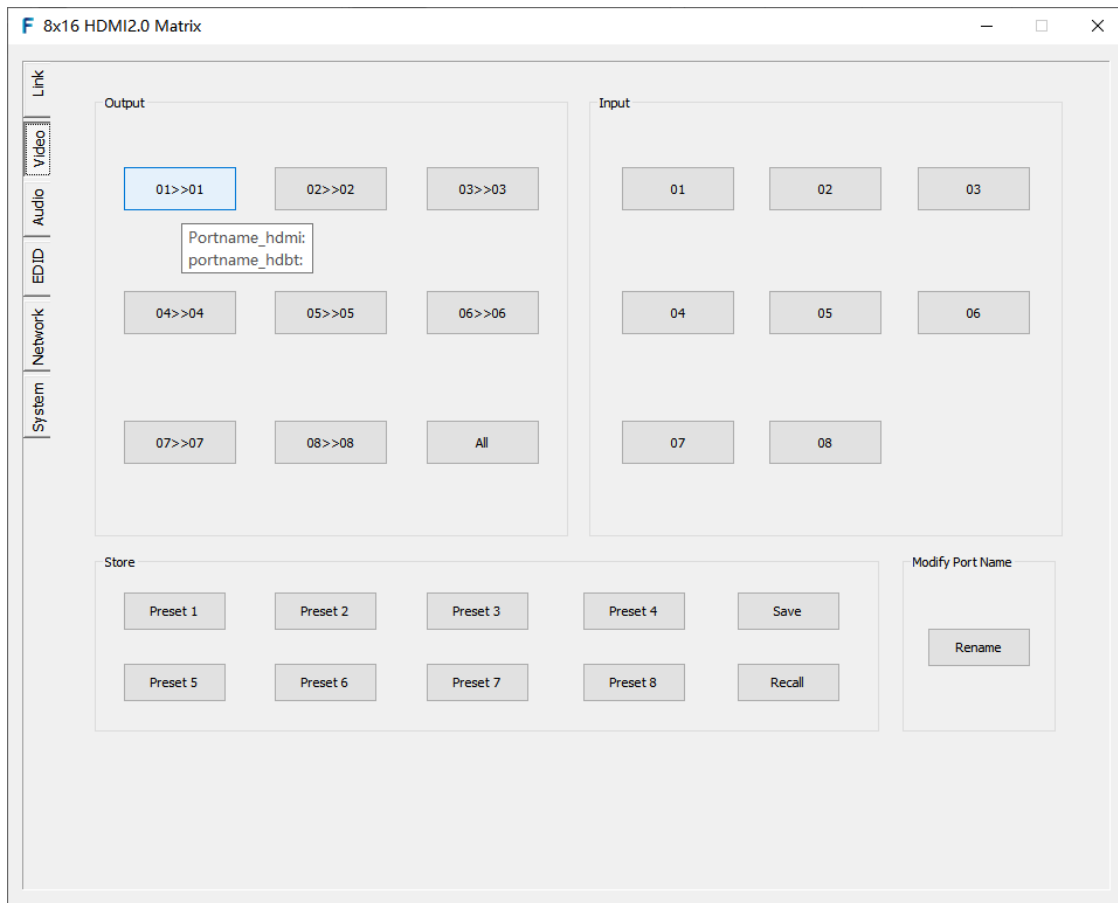 8x16 HDMI2.0 Matrix
Link
Video
Audio
EDID
Network
System
Output
01>>01
02>>02
03>>03
Portname_hdmi:
portname_hdbt:
04>>04
05>>05
06>>06
07>>07
08>>08
All
Input
01
02
03
04
05
06
07
08
Store
Preset 1
Preset 2
Preset 3
Preset 4
Save
Preset 5
Preset 6
Preset 7
Preset 8
Recall
Modify Port Name
Rename